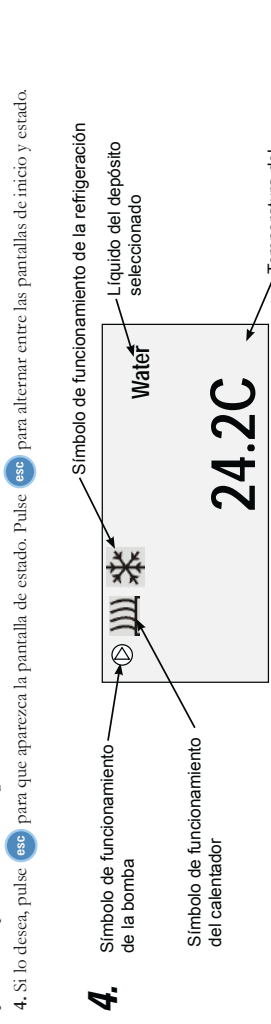 4. Si lo desea, pulse esc para que aparezca la pantalla de estado. Pulse esc para alternar entre las pantallas de inicio y estado.
4.
Símbolo de funcionamiento de la refrigeración
Símbolo de funcionamiento
de la bomba
Líquido del depósito
seleccionado
Water
24.2C
Símbolo de funcionamiento
del calentador